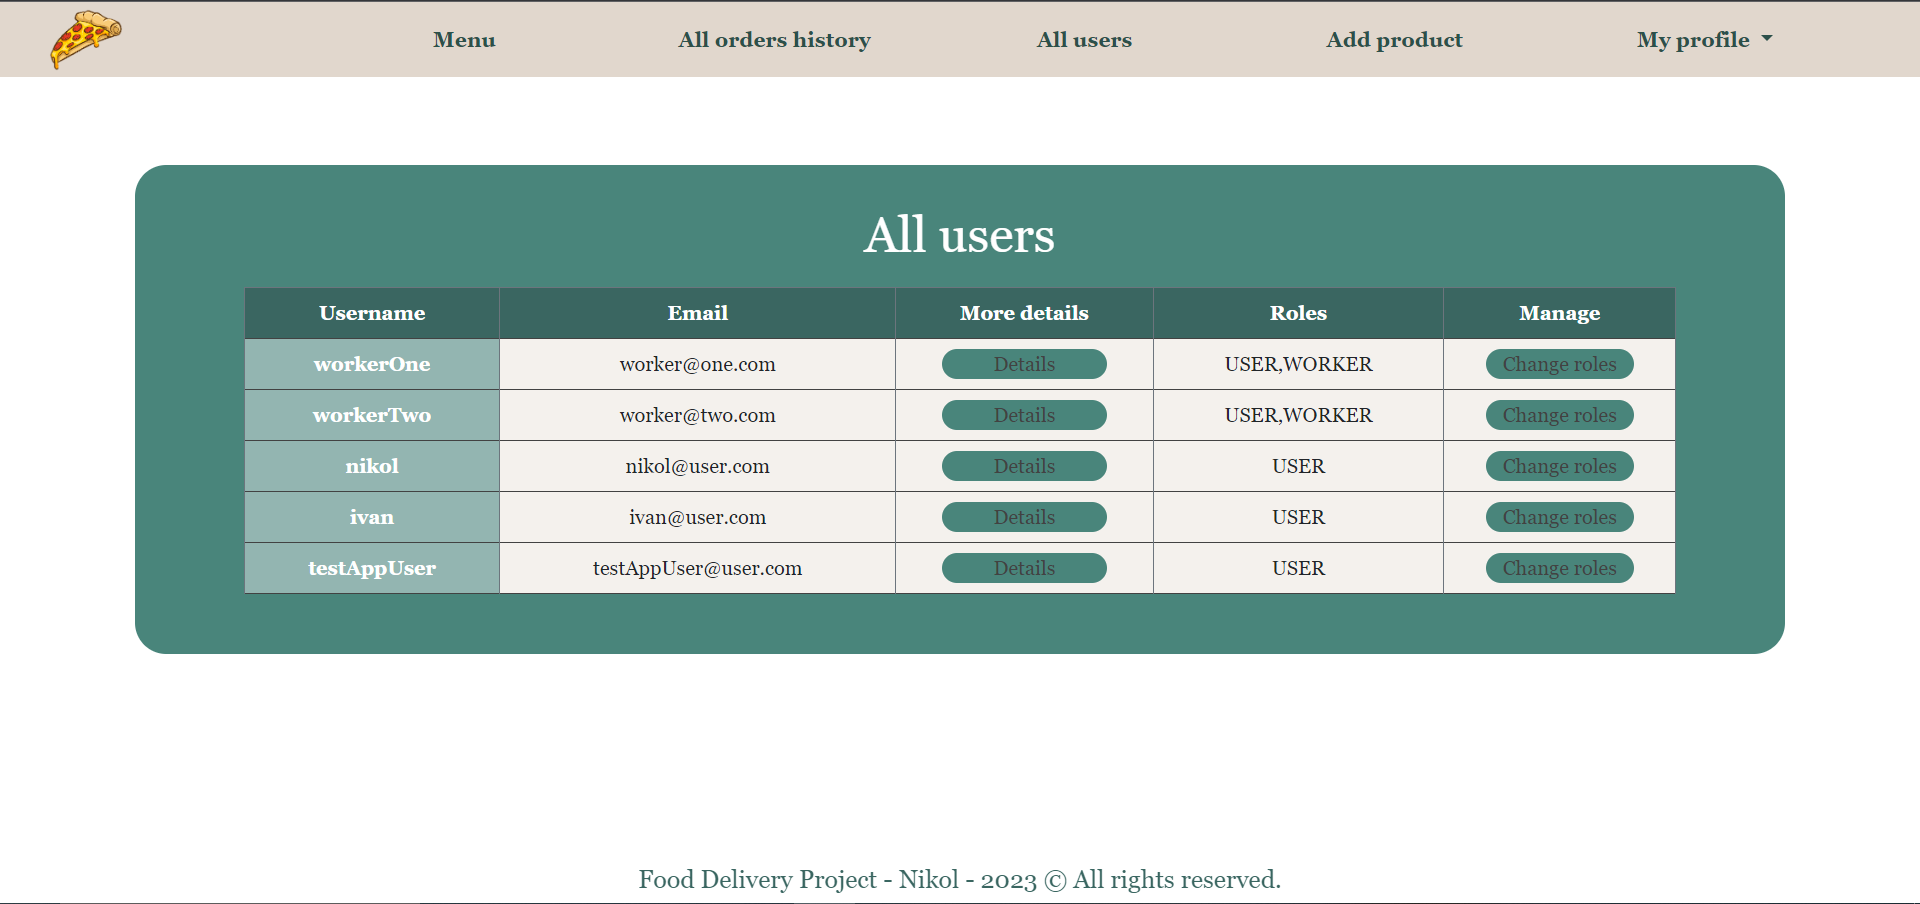 Menu All orders history All users Add product My profile
All users
Username Email More details Roles Manage
workerOne worker@one.com Details USER,WORKER Change roles
workerTwo worker@two.com Details USER,WORKER Change roles
nikol nikol@user.com Details USER Change roles
ivan ivan@user.com Details USER Change roles
testAppUser testAppUser@user.com Details USER Change roles
Food Delivery Project - Nikol - 2023 © All rights reserved.